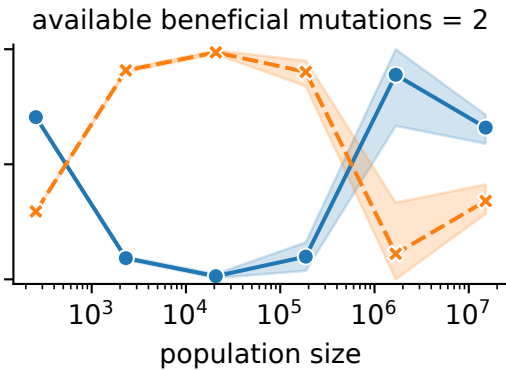 available beneficial mutations = 2
10³ 10⁴ 10⁵ 10⁶ 10⁷
population size